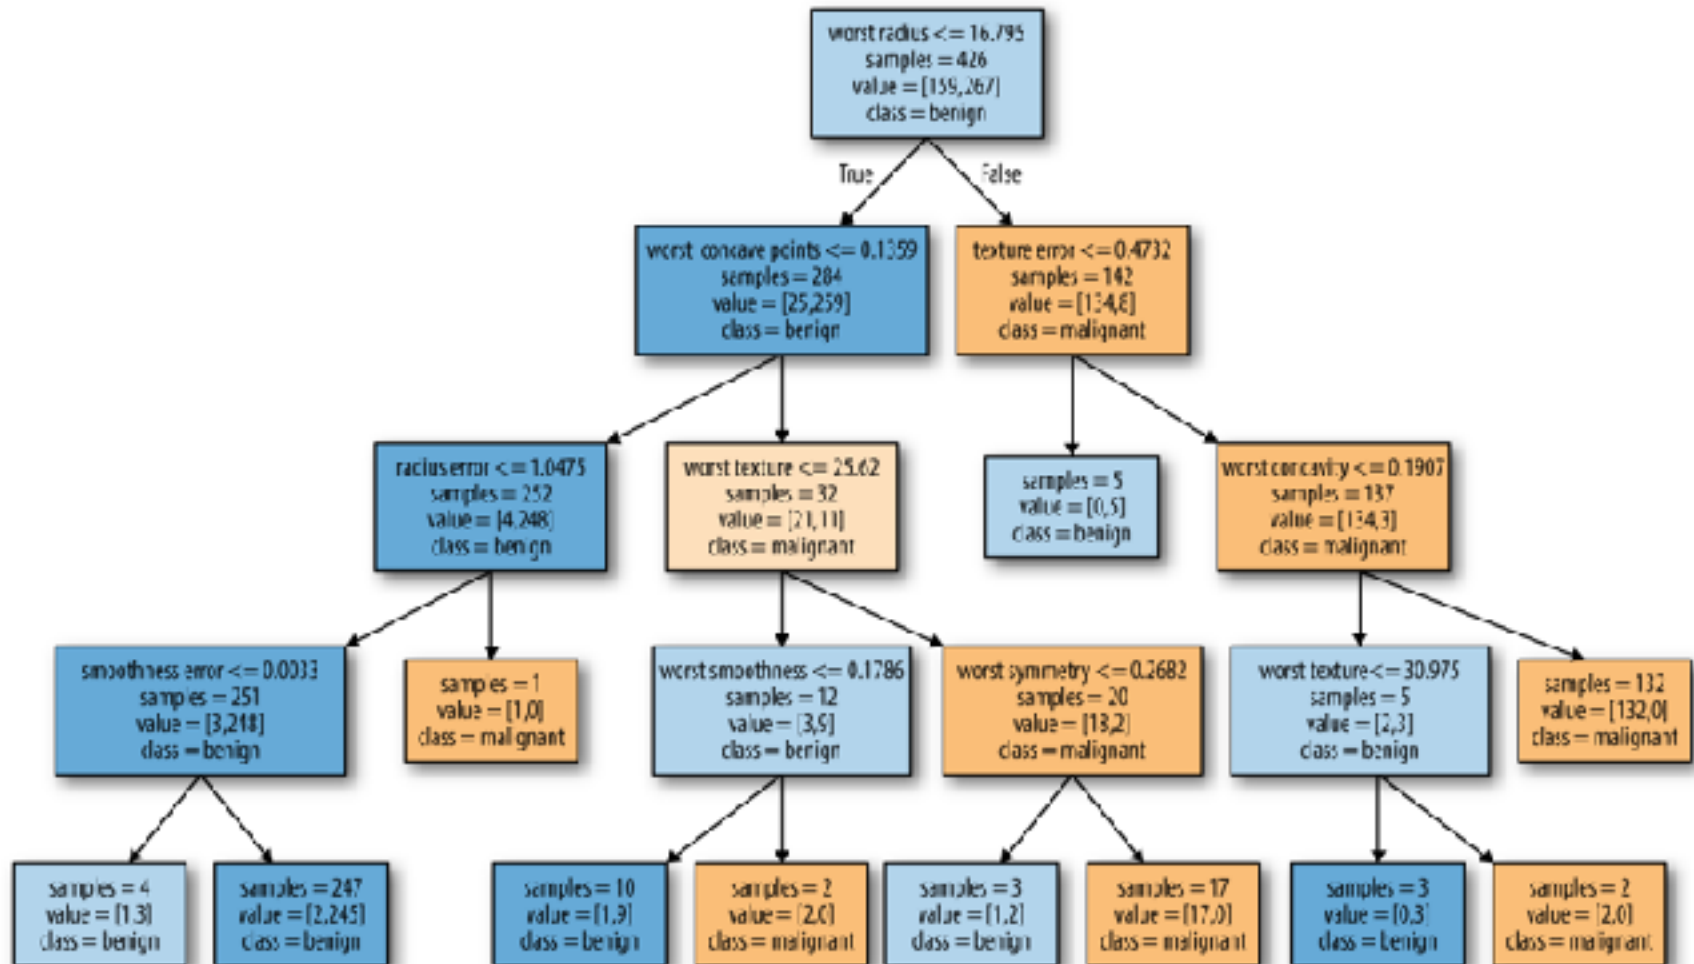 worst radius <= 16.795
samples = 426
value = [159,267]
class = benign
True
False
worst concave points <= 0.1359
samples = 284
value = [25,259]
class = benign
texture error <= 0.4732
samples = 142
value = [134,8]
class = malignant
radius error <= 1.0475
samples = 252
value = [4,248]
class = benign
worst texture <= 25.62
samples = 32
value = [21,11]
class = malignant
samples = 5
value = [0,5]
class = benign
worst concavity <= 0.1907
samples = 137
value = [134,3]
class = malignant
smoothness error <= 0.0033
samples = 251
value = [3,248]
class = benign
samples = 1
value = [1,0]
class = malignant
worst smoothness <= 0.1786
samples = 12
value = [3,9]
class = benign
worst symmetry <= 0.2682
samples = 20
value = [18,2]
class = malignant
worst texture <= 30.975
samples = 5
value = [2,3]
class = benign
samples = 132
value = [132,0]
class = malignant
samples = 4
value = [1,3]
class = benign
samples = 247
value = [2,245]
class = benign
samples = 10
value = [1,9]
class = benign
samples = 2
value = [2,0]
class = malignant
samples = 3
value = [1,2]
class = benign
samples = 17
value = [17,0]
class = malignant
samples = 3
value = [0,3]
class = benign
samples = 2
value = [2,0]
class = malignant